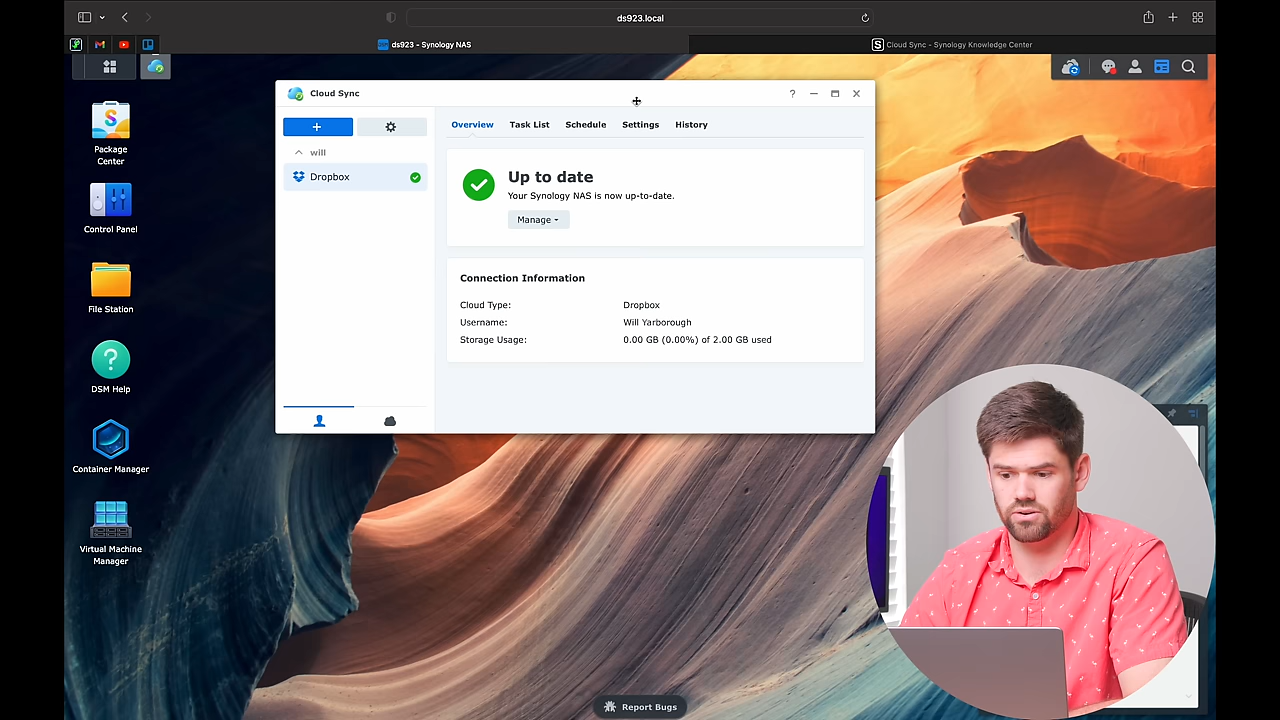 ds923.local
ds923 - Synology NAS
Cloud Sync - Synology Knowledge Center
Package
Center
Control Panel
File Station
DSM Help
Container Manager
Virtual Machine
Manager
Cloud Sync
will
Dropbox
Overview
Task List
Schedule
Settings
History
Up to date
Your Synology NAS is now up-to-date.
Manage
Connection Information
Cloud Type: Dropbox
Username: Will Yarborough
Storage Usage: 0.00 GB (0.00%) of 2.00 GB used
Report Bugs